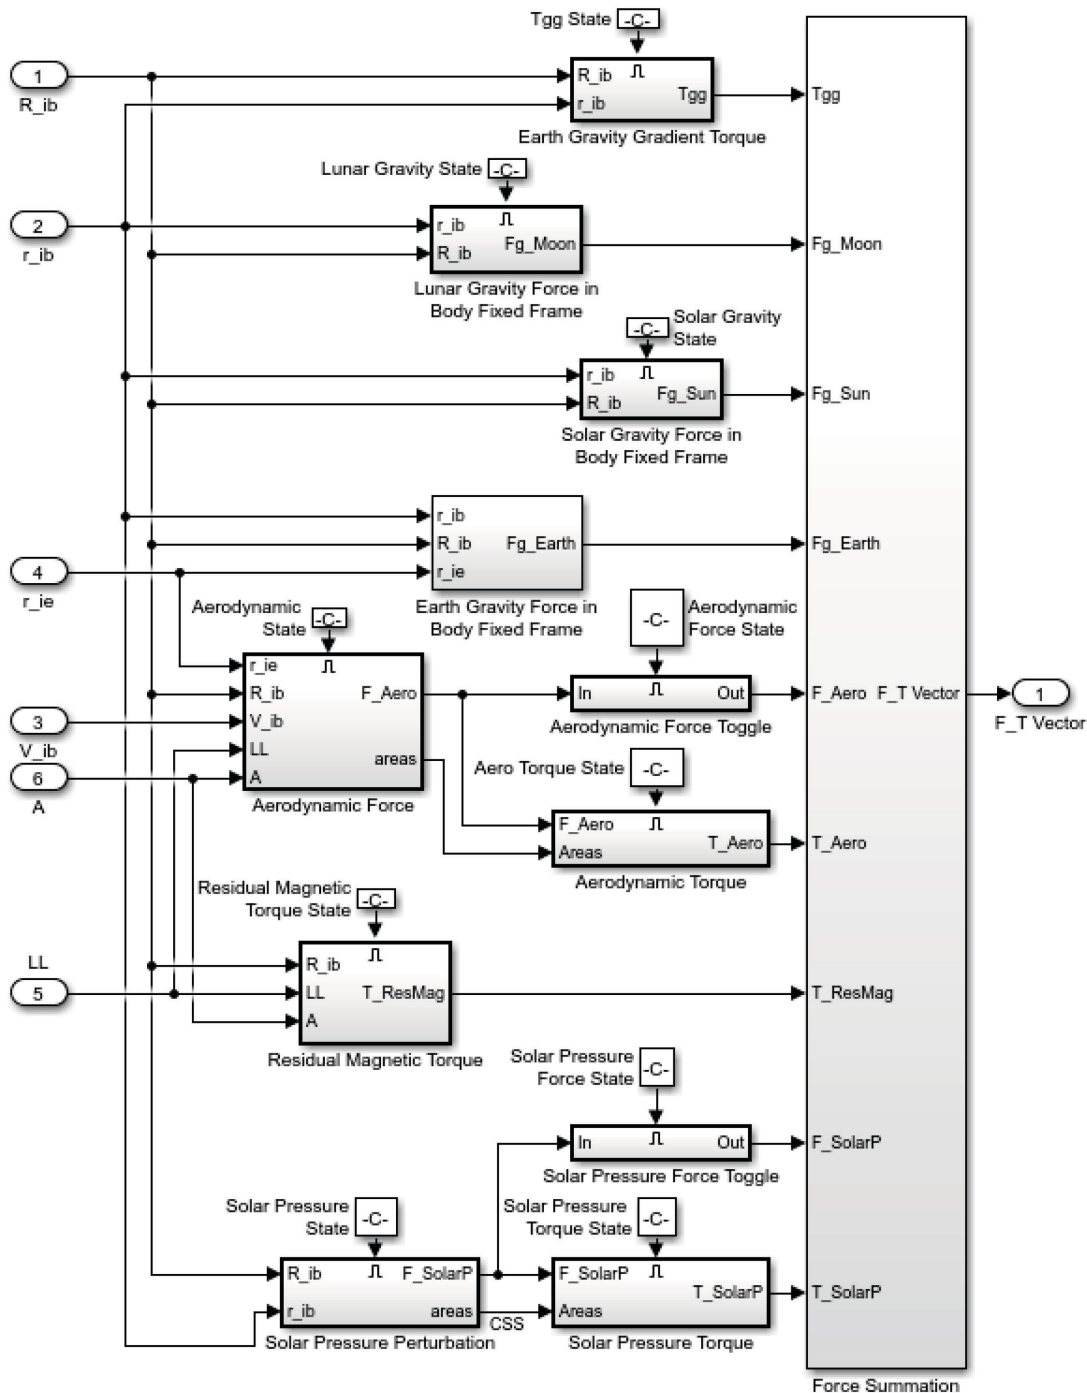 Tgg State -C-
1
R_ib
R_ib
r_ib
Tgg
Tgg
Earth Gravity Gradient Torque
Lunar Gravity State -C-
2
r_ib
r_ib
R_ib
Fg_Moon
Fg_Moon
Lunar Gravity Force in
Body Fixed Frame
-C-
Solar Gravity
State
r_ib
R_ib
Fg_Sun
Fg_Sun
Solar Gravity Force in
Body Fixed Frame
r_ib
R_ib
r_ie
Fg_Earth
Fg_Earth
4
r_ie
Earth Gravity Force in
Body Fixed Frame
Aerodynamic
State
-C-
-C-
Aerodynamic
Force State
r_ie
R_ib
V_ib
LL
A
F_Aero
areas
Aerodynamic Force
3
V_ib
6
A
In
Out
Aerodynamic Force Toggle
F_Aero
F_T Vector
1
F_T Vector
Aero Torque State -C-
F_Aero
Areas
T_Aero
T_Aero
Aerodynamic Torque
Residual Magnetic
Torque State
-C-
LL
5
R_ib
LL
A
T_ResMag
T_ResMag
Residual Magnetic Torque
Solar Pressure
Force State
-C-
In
Out
F_SolarP
Solar Pressure Force Toggle
Solar Pressure
State
-C-
Solar Pressure
Torque State
-C-
R_ib
r_ib
F_SolarP
areas
CSS
Solar Pressure Perturbation
F_SolarP
Areas
T_SolarP
T_SolarP
Solar Pressure Torque
Force Summation